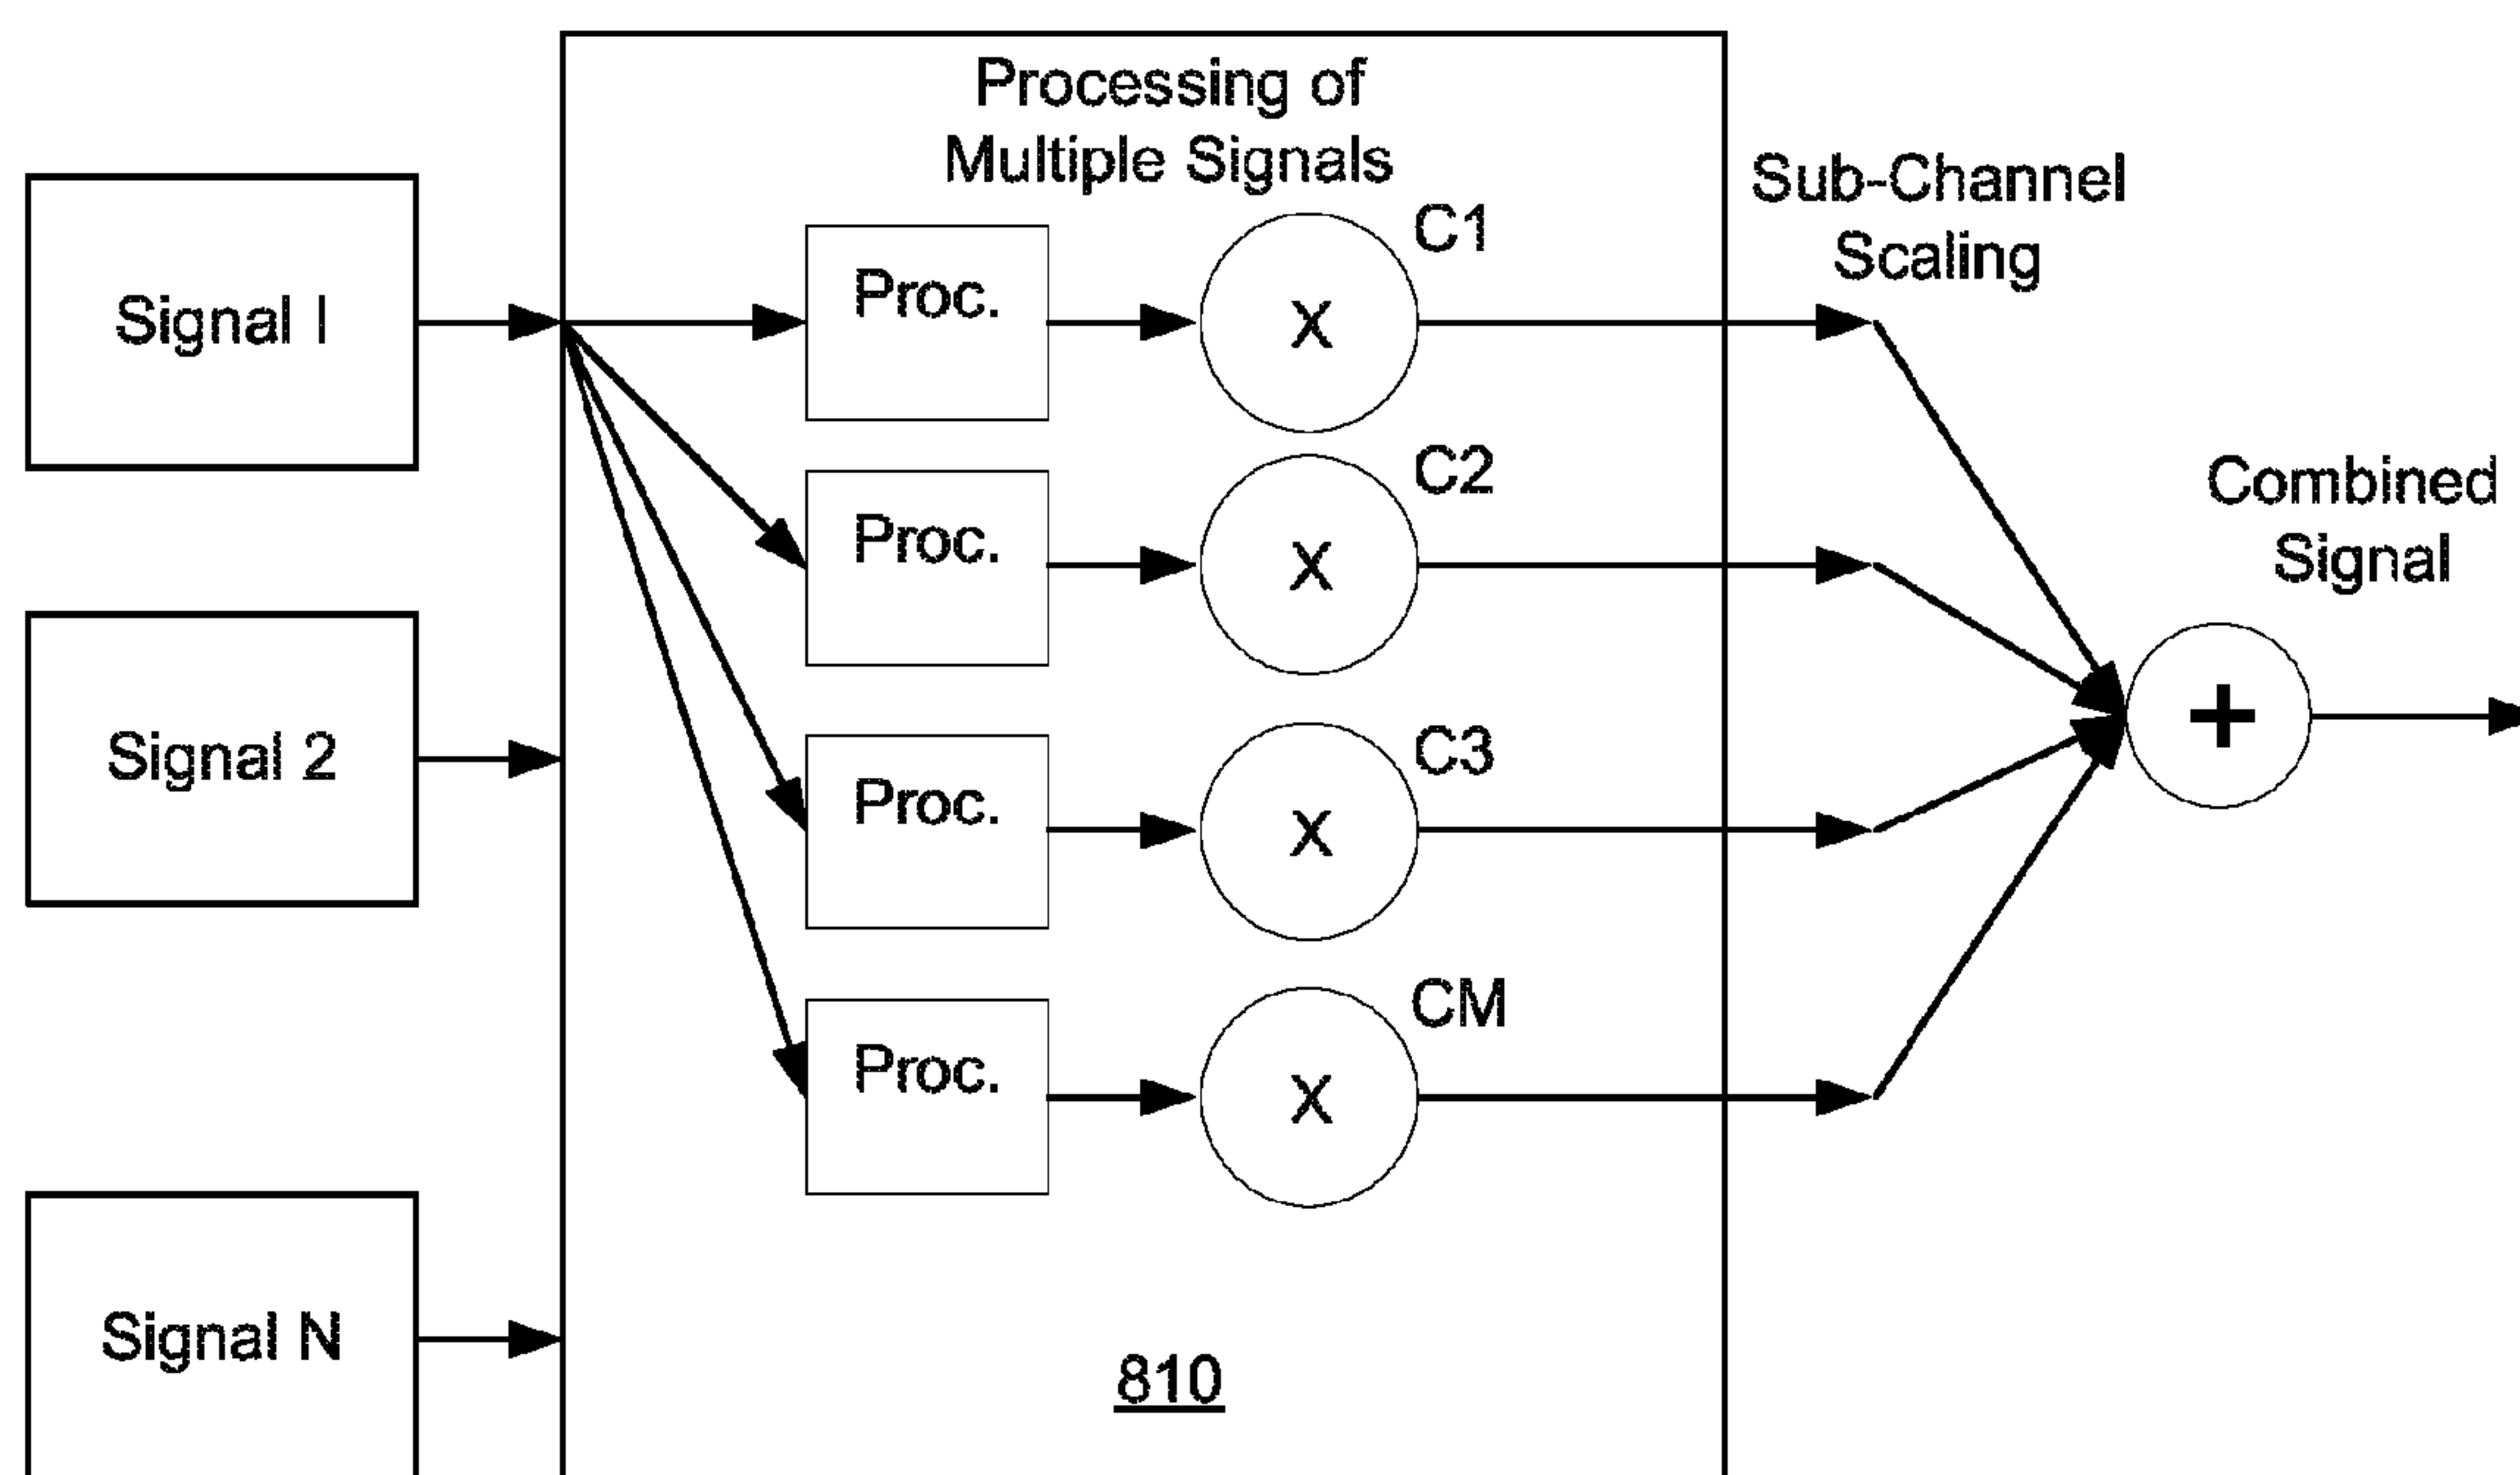 Processing of
Multiple Signals
Sub-Channel
Scaling
Signal I
Proc.
X
C1
Proc.
X
C2
Combined
Signal
Signal 2
Proc.
X
C3
+
Proc.
X
CM
Signal N
810